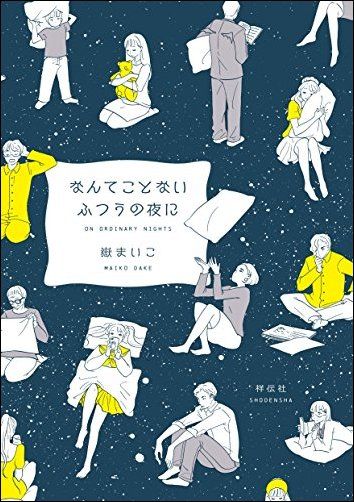 なんてことない
ふつうの夜に
ON ORDINARY NIGHTS
嶽まいこ
MAIKO DAKE
祥伝社
SHODENSHA